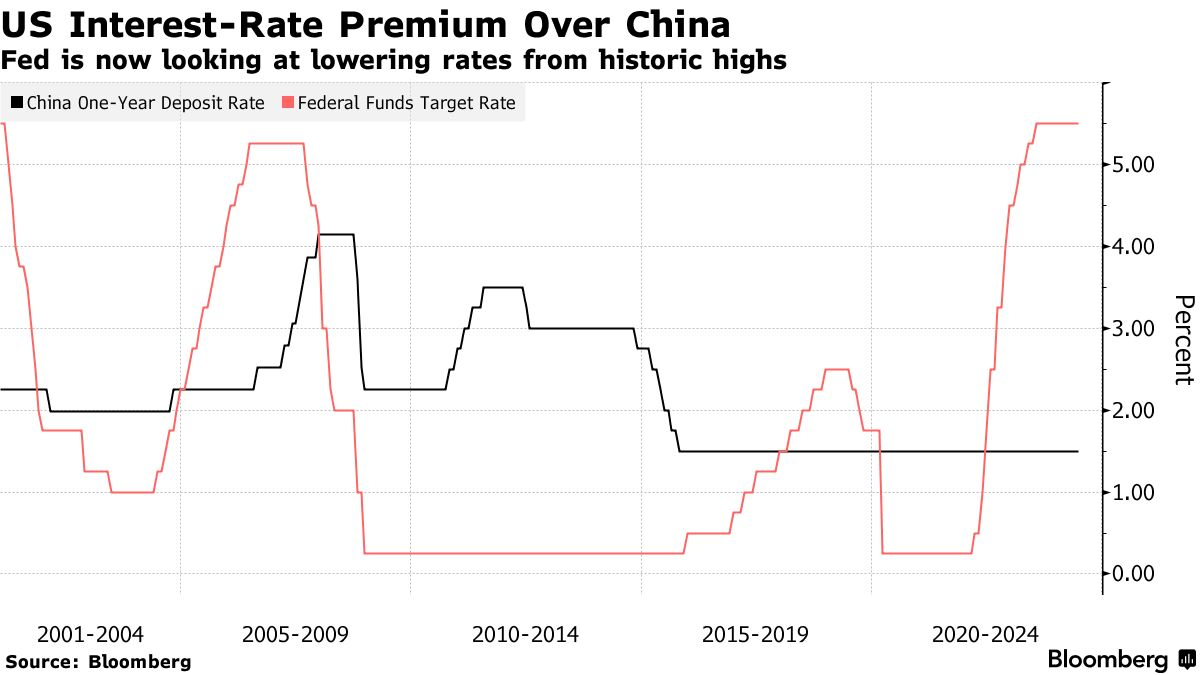 US Interest-Rate Premium Over China
Fed is now looking at lowering rates from historic highs
China One-Year Deposit Rate
Federal Funds Target Rate
5.00
4.00
3.00
2.00
1.00
0.00
Percent
2001-2004
2005-2009
2010-2014
2015-2019
2020-2024
Source: Bloomberg
Bloomberg